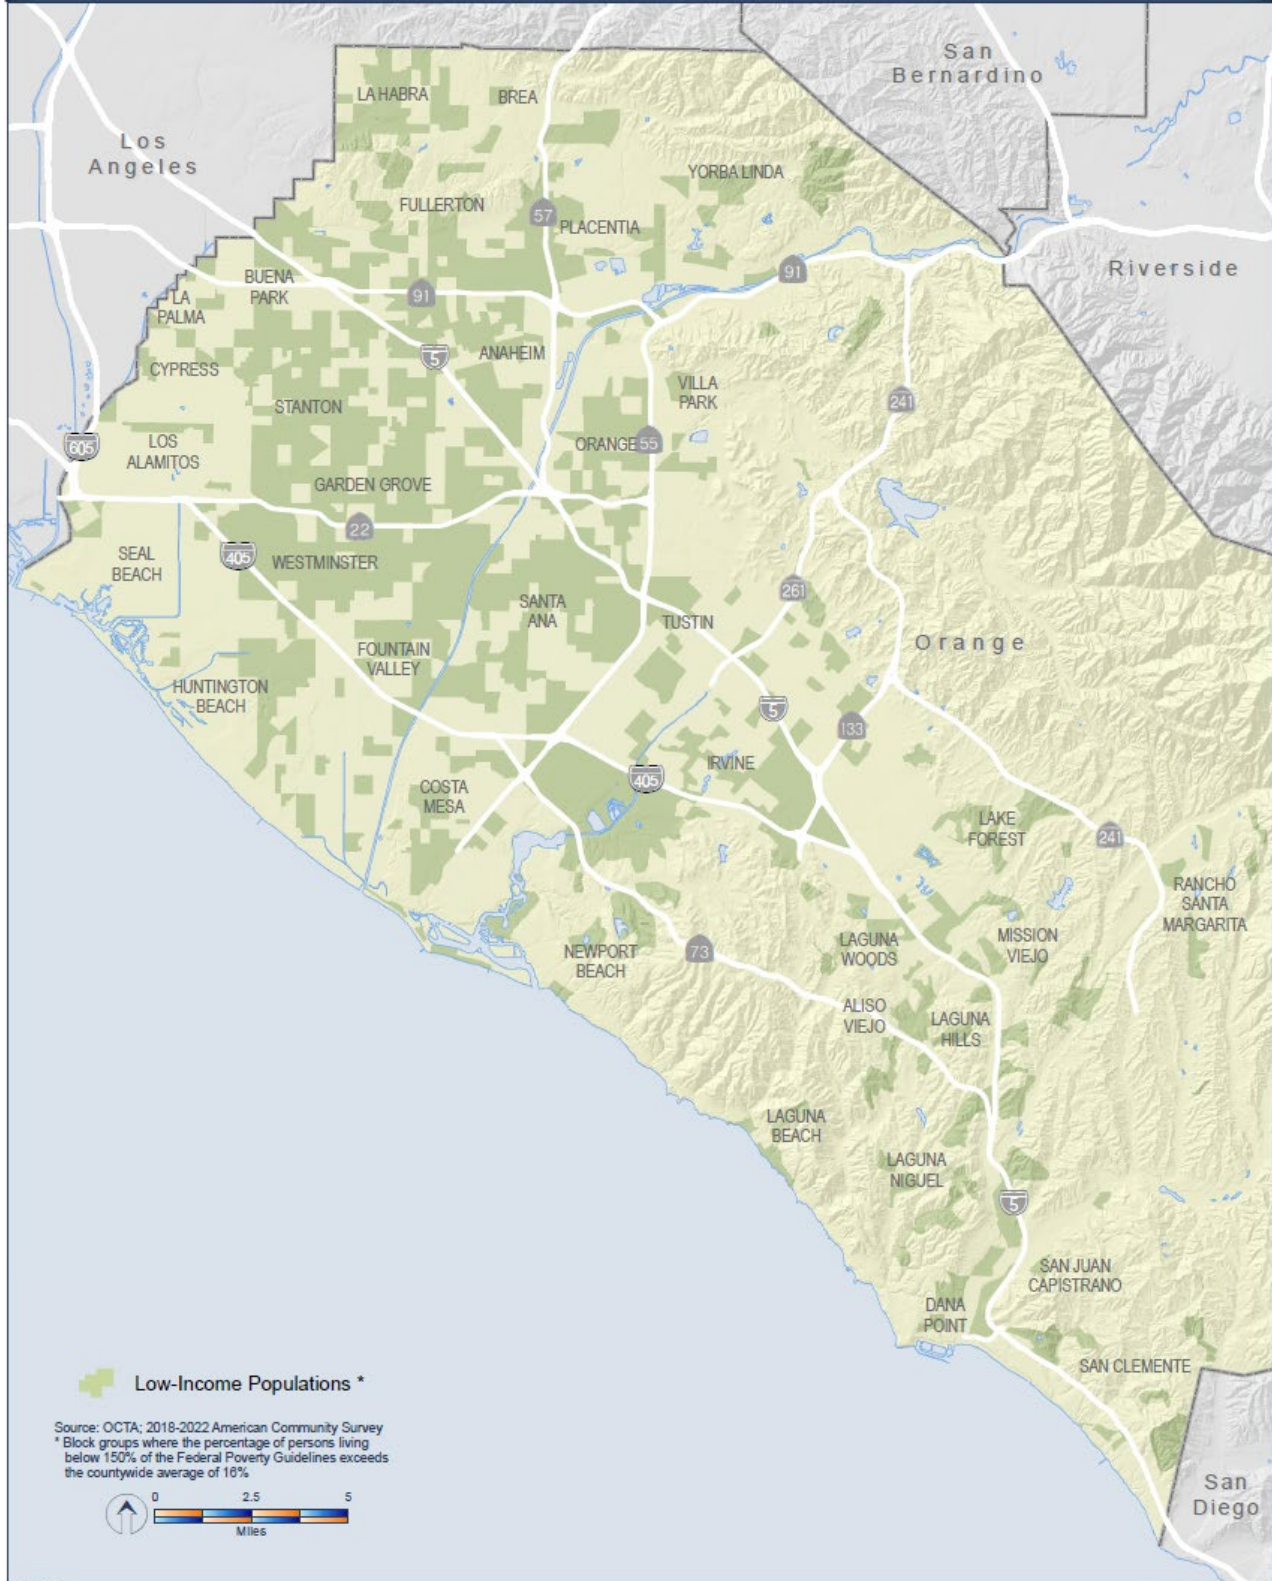 San
Bernardino
LA HABRA
BREA
Los
Angeles
YORBA LINDA
FULLERTON
57
PLACENTIA
91
Riverside
BUENA
PARK
91
LA
PALMA
5
ANAHEIM
CYPRESS
VILLA
PARK
241
STANTON
605
LOS
ALAMITOS
ORANGE
55
GARDEN GROVE
22
405
WESTMINSTER
SEAL
BEACH
261
SANTA
ANA
TUSTIN
Orange
FOUNTAIN
VALLEY
HUNTINGTON
BEACH
5
133
IRVINE
405
COSTA
MESA
LAKE
FOREST
241
RANCHO
SANTA
MARGARITA
NEWPORT
BEACH
73
LAGUNA
WOODS
MISSION
VIEJO
ALISO
VIEJO
LAGUNA
HILLS
LAGUNA
BEACH
LAGUNA
NIGUEL
5
SAN JUAN
CAPISTRANO
DANA
POINT
SAN CLEMENTE
San
Diego
Low-Income Populations *
Source: OCTA; 2018-2022 American Community Survey
* Block groups where the percentage of persons living
below 150% of the Federal Poverty Guidelines exceeds
the countywide average of 16%
0 2.5 5
Miles